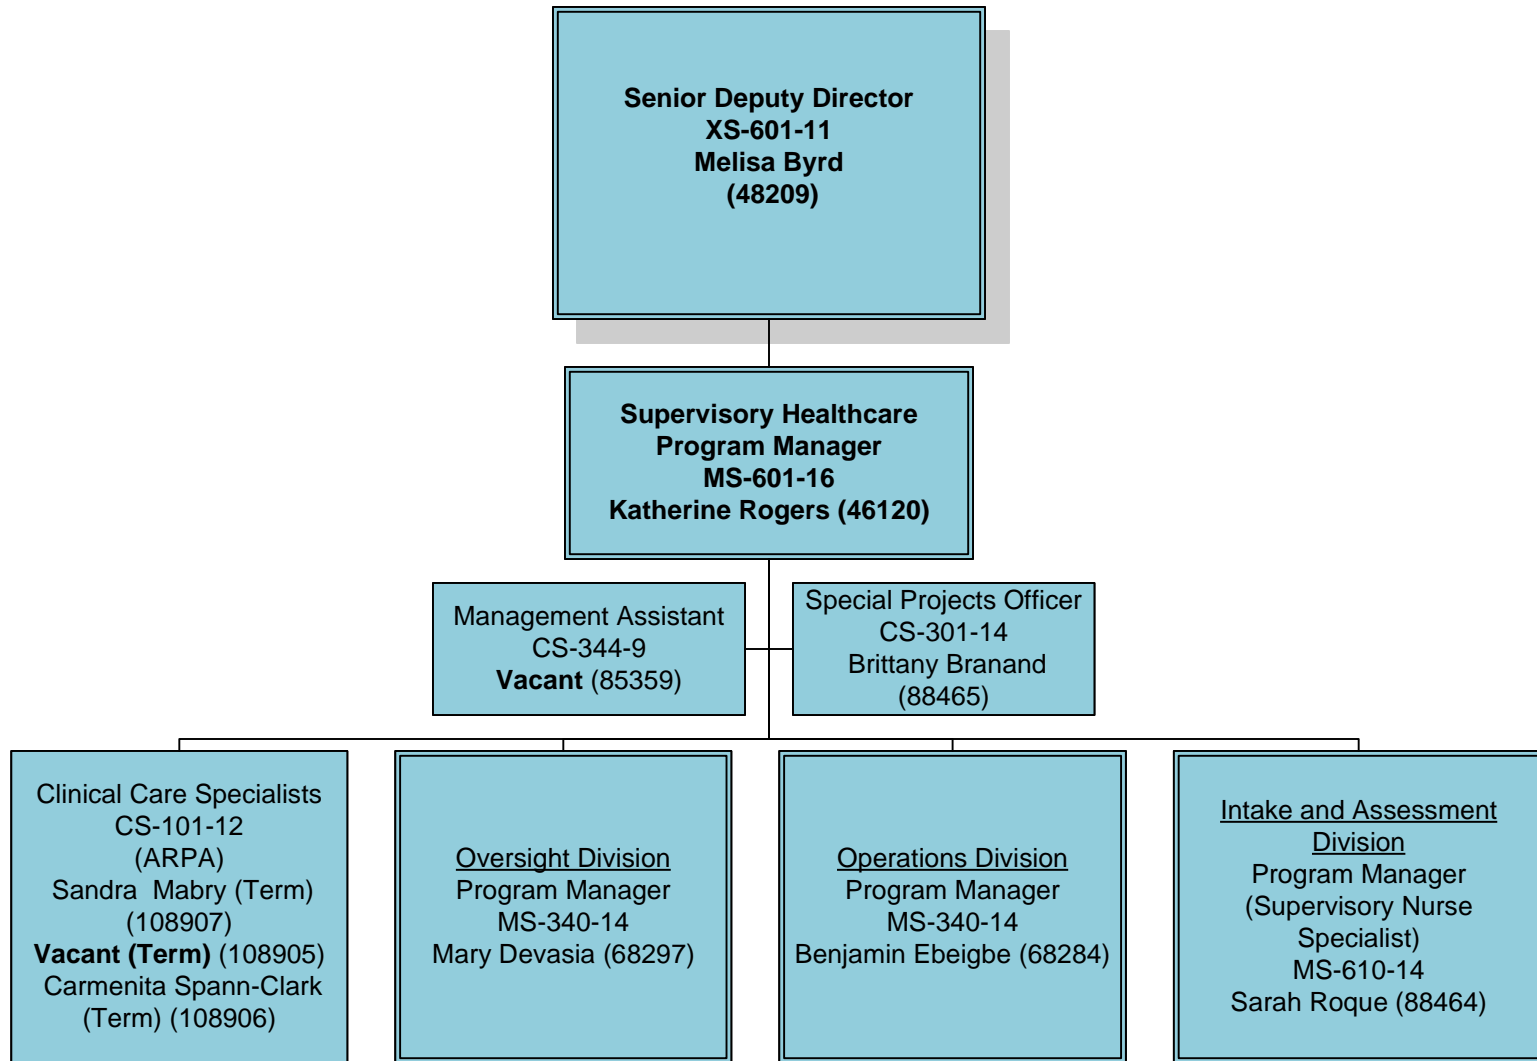 Senior Deputy Director
XS-601-11
Melisa Byrd
(48209)
Supervisory Healthcare
Program Manager
MS-601-16
Katherine Rogers (46120)
Management Assistant
CS-344-9
Vacant (85359)
Special Projects Officer
CS-301-14
Brittany Branand
(88465)
Clinical Care Specialists
CS-101-12
(ARPA)
Sandra  Mabry (Term)
(108907)
Vacant (Term) (108905)
Carmenita Spann-Clark
(Term) (108906)
Oversight Division
Program Manager
MS-340-14
Mary Devasia (68297)
Operations Division
Program Manager
MS-340-14
Benjamin Ebeigbe (68284)
Intake and Assessment
Division
Program Manager
(Supervisory Nurse
Specialist)
MS-610-14
Sarah Roque (88464)